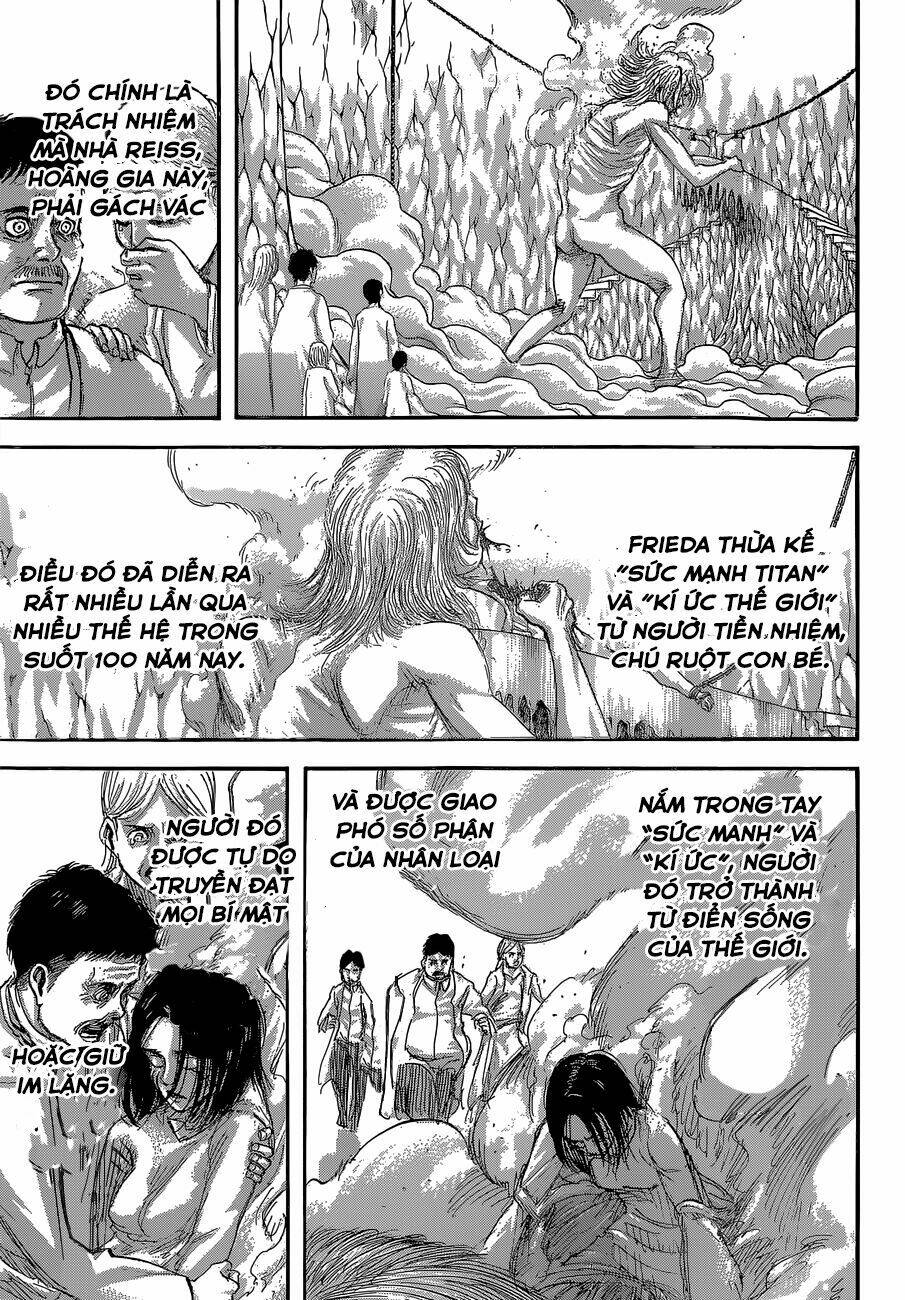 ĐÓ CHÍNH LÀ
TRÁCH NHIỆM
MÀ NHÀ REISS,
HOÀNG GIA NÀY,
PHẢI GÁCH VÁC
FRIEDA THỪA KẾ
"SỨC MẠNH TITAN"
VÀ "KÍ ỨC THẾ GIỚI"
TỪ NGƯỜI TIỀN NHIỆM,
CHÚ RUỘT CON BÉ.
ĐIỀU ĐÓ ĐÃ DIỄN RA
RẤT NHIỀU LẦN QUA
NHIỀU THẾ HỆ TRONG
SUỐT 100 NĂM NAY.
NẮM TRONG TAY
"SỨC MẠNH" VÀ
"KÍ ỨC", NGƯỜI
ĐÓ TRỞ THÀNH
TỪ ĐIỂN SỐNG
CỦA THẾ GIỚI.
VÀ ĐƯỢC GIAO
PHÓ SỐ PHẬN
CỦA NHÂN LOẠI
NGƯỜI ĐÓ
ĐƯỢC TỰ DO
TRUYỀN ĐẠT
MỌI BÍ MẬT
HOẶC GIỮ
IM LẶNG.